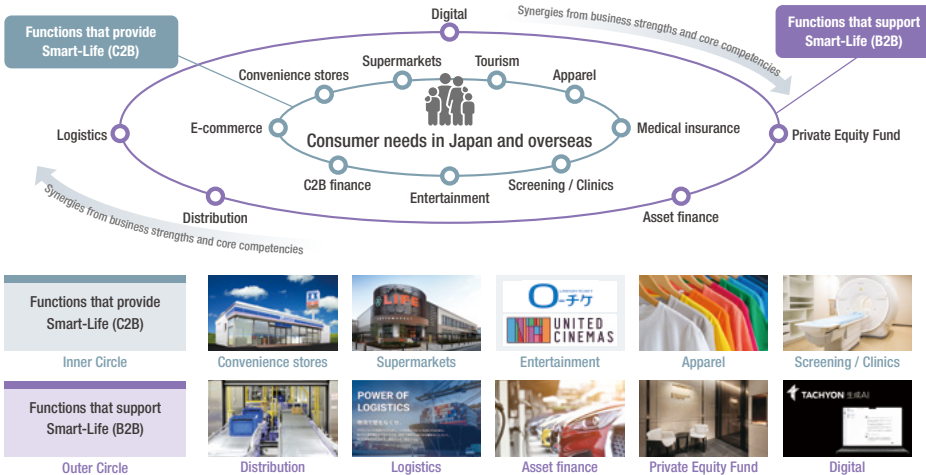 Digital
Synergies from business strengths and core competencies
Functions that provide
Smart-Life (C2B)
Functions that support
Smart-Life (B2B)
Supermarkets
Tourism
Convenience stores
Apparel
Logistics
E-commerce
Consumer needs in Japan and overseas
Medical insurance
Private Equity Fund
C2B finance
Entertainment
Screening / Clinics
Distribution
Asset finance
Synergies from business strengths and core competencies
Functions that provide
Smart-Life (C2B)
LIFE
ローチケ
UNITED
CINEMAS
Inner Circle
Convenience stores
Supermarkets
Entertainment
Apparel
Screening / Clinics
Functions that support
Smart-Life (B2B)
POWER OF
LOGISTICS
TACHYON 生成AI
Outer Circle
Distribution
Logistics
Asset finance
Private Equity Fund
Digital